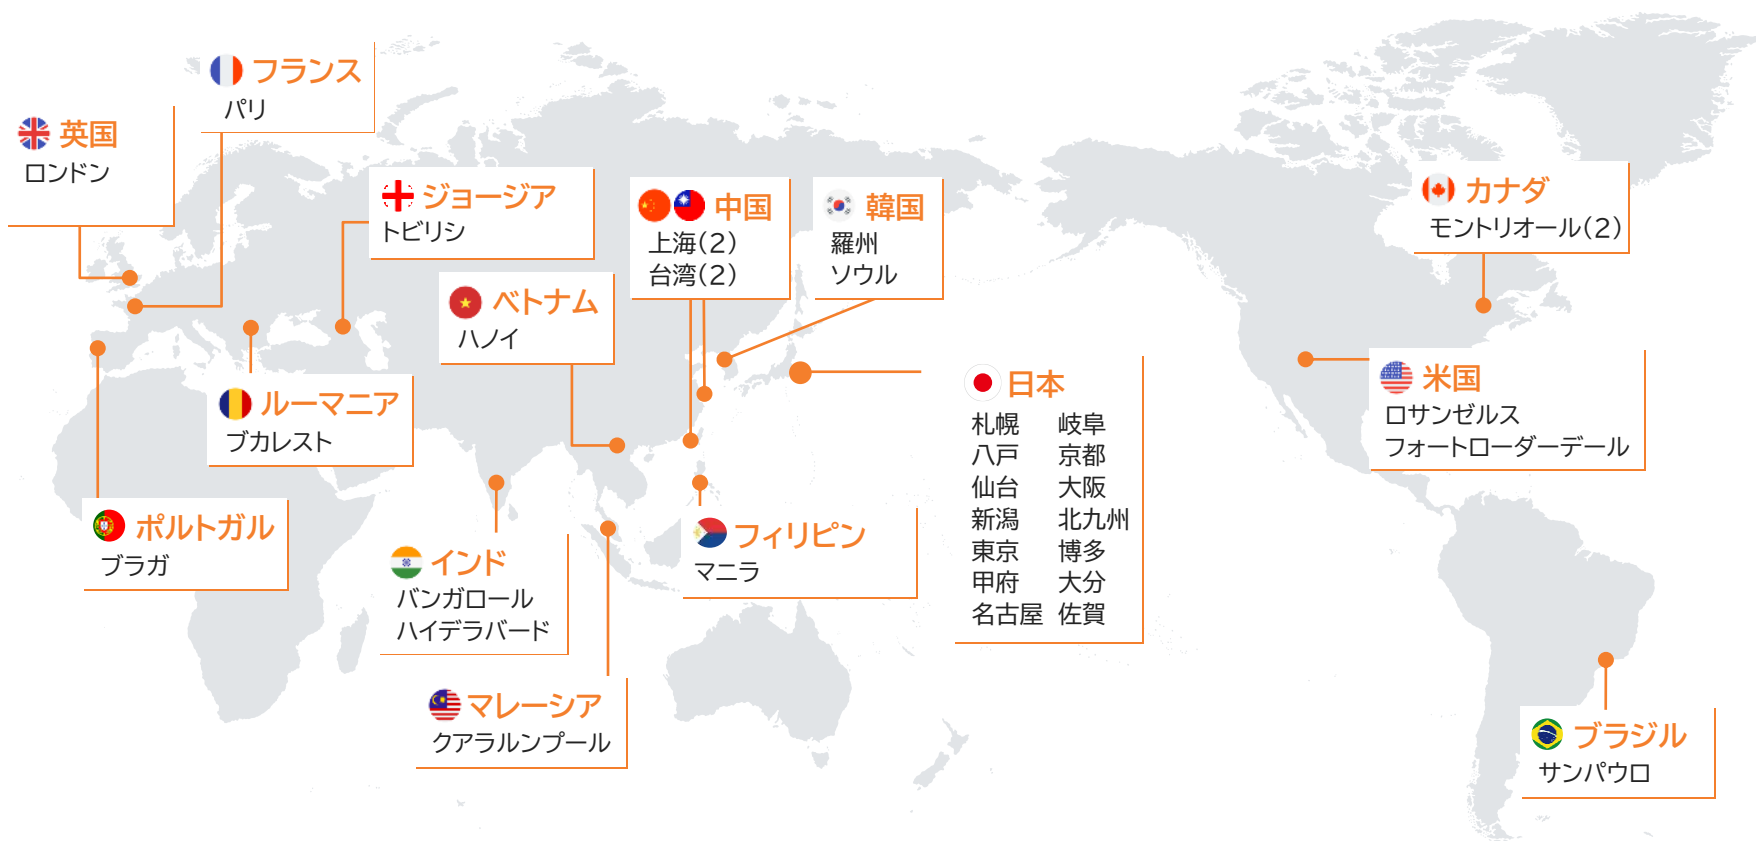 フランス
パリ
英国
ロンドン
ジョージア
トビリシ
中国
上海(2)
台湾(2)
韓国
羅州
ソウル
カナダ
モントリオール(2)
ベトナム
ハノイ
日本
札幌 岐阜
八戸 京都
仙台 大阪
新潟 北九州
東京 博多
甲府 大分
名古屋 佐賀
米国
ロサンゼルス
フォートローダーデール
ルーマニア
ブカレスト
ポルトガル
ブラガ
インド
バンガロール
ハイデラバード
フィリピン
マニラ
マレーシア
クアラルンプール
ブラジル
サンパウロ